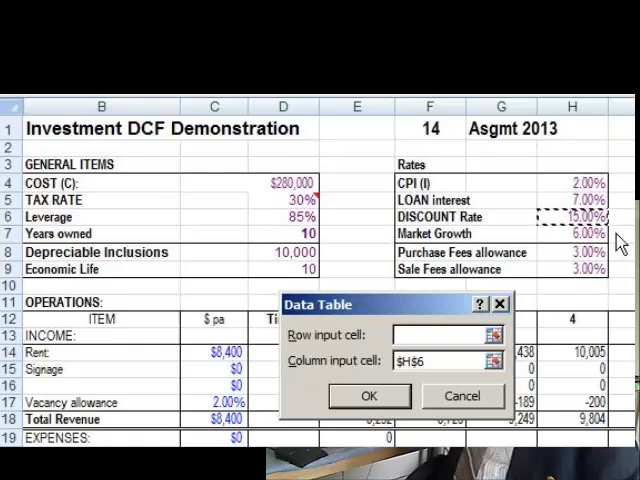 B C D E F G H
1 Investment DCF Demonstration 14 Asgmt 2013
2
3 GENERAL ITEMS Rates
4 COST (C): $280,000 CPI (I) 2.00%
5 TAX RATE 30% LOAN interest 7.00%
6 Leverage 85% DISCOUNT Rate 15.00%
7 Years owned 10 Market Growth 6.00%
8 Depreciable Inclusions 10,000 Purchase Fees allowance 3.00%
9 Economic Life 10 Sale Fees allowance 3.00%
10
11 OPERATIONS:
12 ITEM $ pa 4
13 INCOME:
14 Rent: $8,400 ,438 10,005
15 Signage $0 0 0
16 $0 0 0
17 Vacancy allowance 2.00% -189 -200
18 Total Revenue $8,400 9,804
19 EXPENSES: $0 0
Data Table
Row input cell:
Column input cell: $H$6
OK Cancel